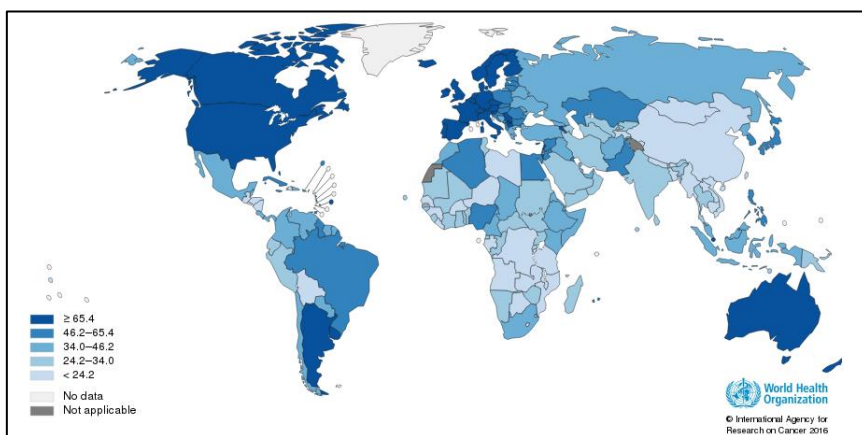 ≥ 65.4
46.2–65.4
34.0–46.2
24.2–34.0
< 24.2
No data
Not applicable
World Health
Organization
© International Agency for
Research on Cancer 2016